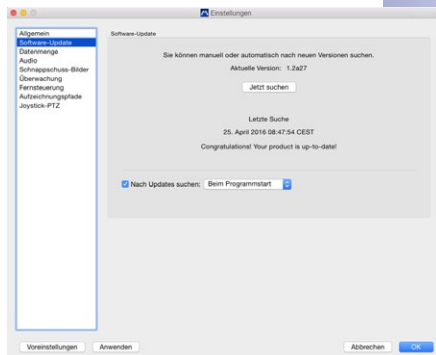 Einstellungen
Allgemein
Software-Update
Datenmenge
Audio
Schnappschuss-Bilder
Überwachung
Fernsteuerung
Aufzeichnungspfade
Joystick-PTZ
Software-Update
Sie können manuell oder automatisch nach neuen Versionen suchen.
Aktuelle Version: 1.2a27
Jetzt suchen
Letzte Suche
25. April 2016 08:47:54 CEST
Congratulations! Your product is up-to-date!
Nach Updates suchen: Beim Programmstart
Voreinstellungen Anwenden Abbrechen OK